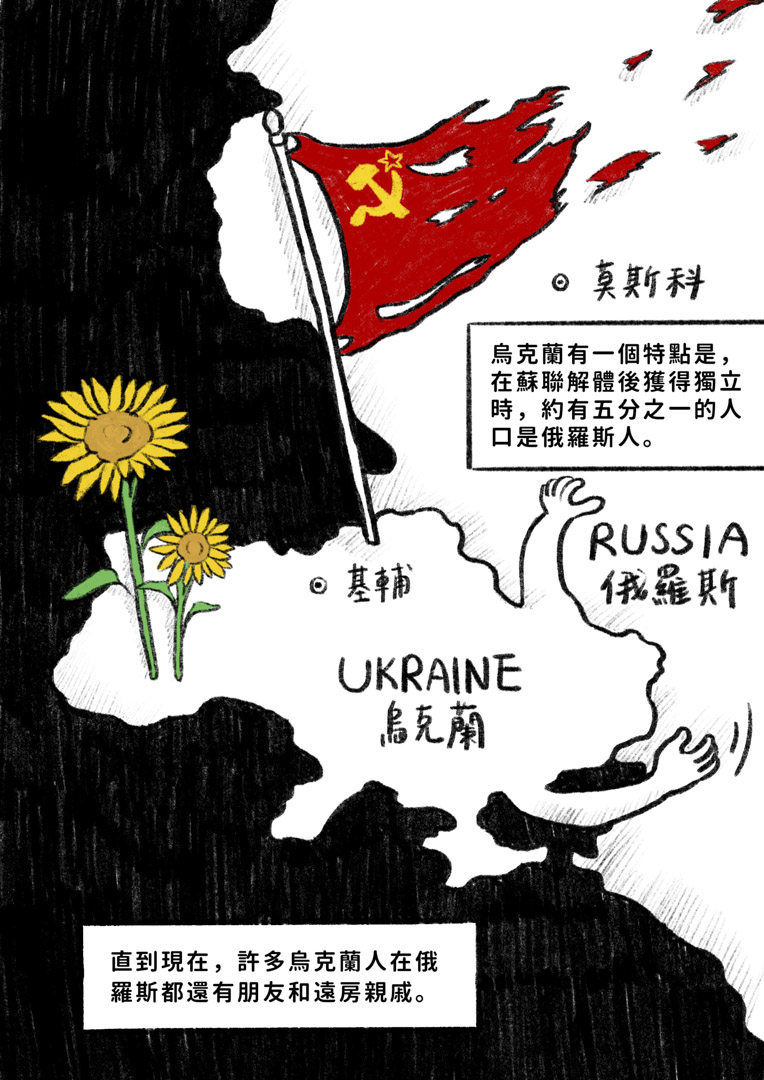 莫斯科
烏克蘭有一個特點是，
在蘇聯解體後獲得獨立
時，約有五分之一的人
口是俄羅斯人。
RUSSIA
俄羅斯
基輔
UKRAINE
烏克蘭
直到現在，許多烏克蘭人在俄
羅斯都還有朋友和遠房親戚。